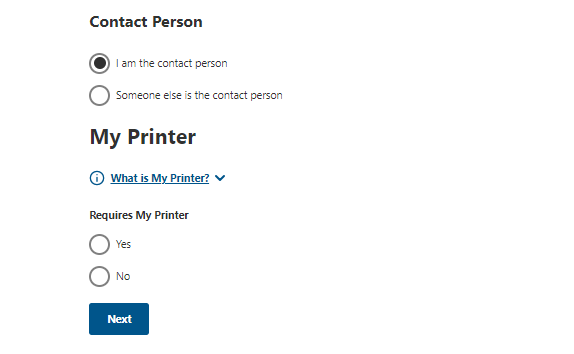 Contact Person
I am the contact person
Someone else is the contact person
My Printer
What is My Printer?
Requires My Printer
Yes
No
Next